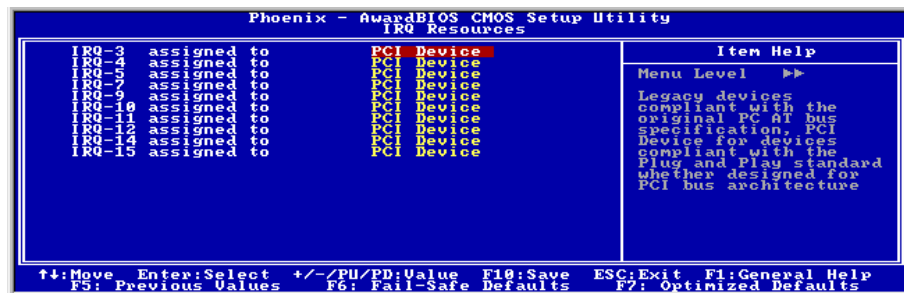 Phoenix - AwardBIOS CMOS Setup Utility
IRQ Resources
IRQ-3 assigned to PCI Device
IRQ-4 assigned to PCI Device
IRQ-5 assigned to PCI Device
IRQ-7 assigned to PCI Device
IRQ-9 assigned to PCI Device
IRQ-10 assigned to PCI Device
IRQ-11 assigned to PCI Device
IRQ-12 assigned to PCI Device
IRQ-14 assigned to PCI Device
IRQ-15 assigned to PCI Device
Item Help
Menu Level ▶▶
Legacy devices
compliant with the
original PC AT bus
specification, PCI
Device for devices
compliant with the
Plug and Play standard
whether designed for
PCI bus architecture
↑↓:Move Enter:Select +/-/PU/PD:Value F10:Save ESC:Exit F1:General Help
F5: Previous Values F6: Fail-Safe Defaults F7: Optimized Defaults